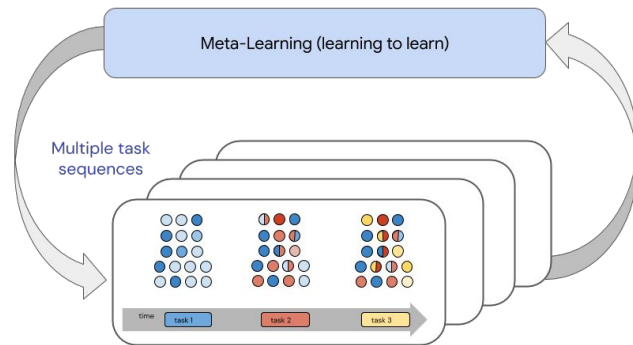 Meta-Learning (learning to learn)
Multiple task
sequences
time
task 1
task 2
task 3